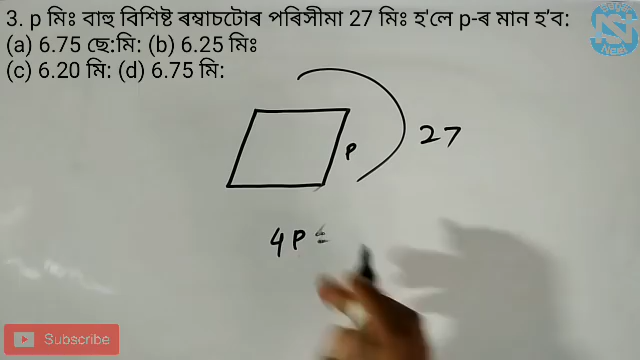 3. p মিঃ বাহু বিশিষ্ট ৰম্বাচটোৰ পৰিসীমা 27 মিঃ হ'লে p-ৰ মান হ'ব:
(a) 6.75 ছে:মি: (b) 6.25 মিঃ
(c) 6.20 মি: (d) 6.75 মি:
P
27
4P =
Subscribe